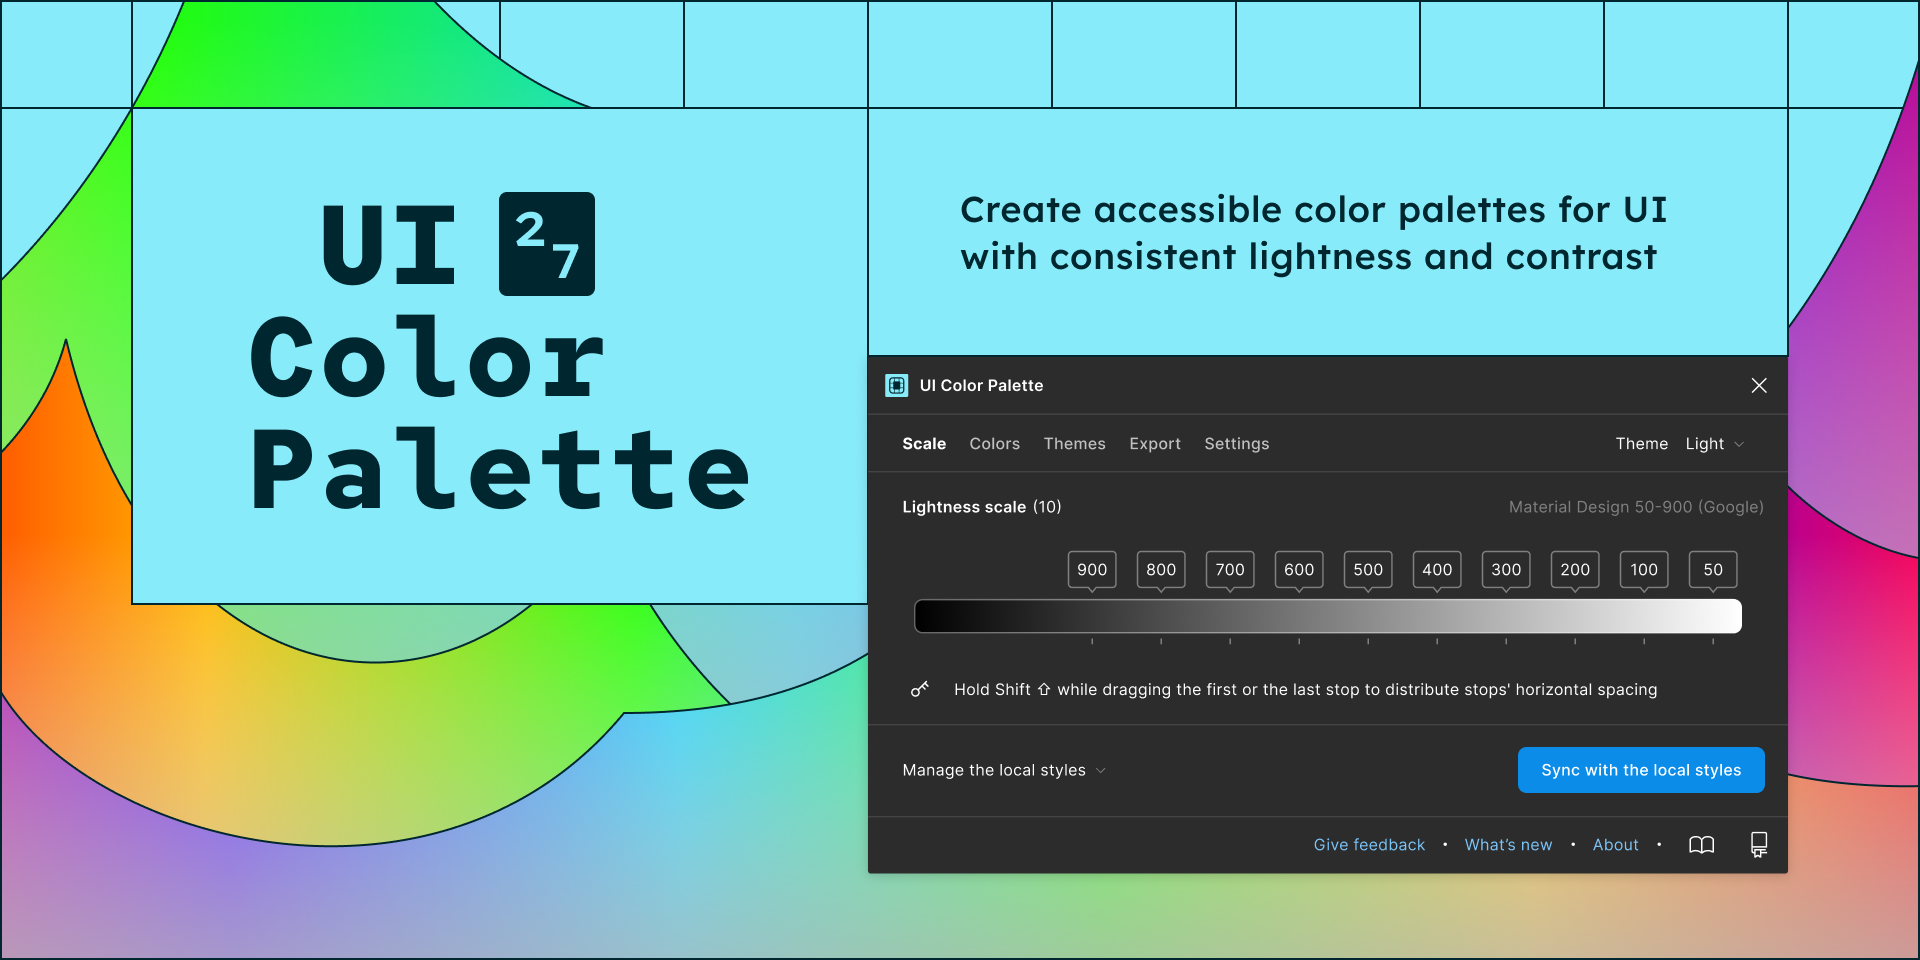 UI 27
Color
Palette
Create accessible color palettes for UI
with consistent lightness and contrast
UI Color Palette
Scale Colors Themes Export Settings Theme Light
Lightness scale (10) Material Design 50-900 (Google)
900 800 700 600 500 400 300 200 100 50
Hold Shift ⇧ while dragging the first or the last stop to distribute stops' horizontal spacing
Manage the local styles Sync with the local styles
Give feedback • What’s new • About •